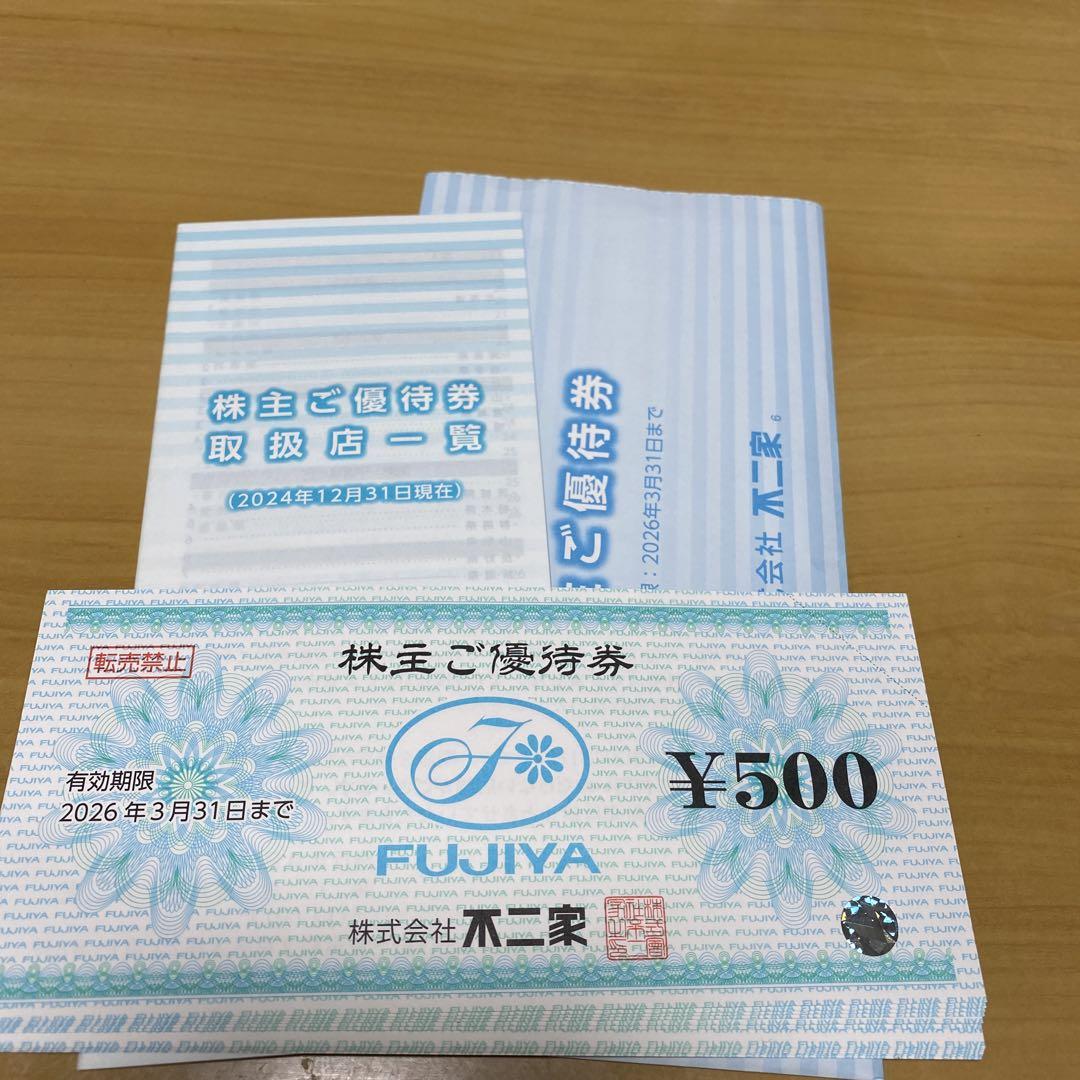 株主ご優待券
取扱店一覧
(2024年12月31日現在)
ご優待券
：2026年3月31日まで
会社 不二家 6
転売禁止
株主ご優待券
有効期限
2026年3月31日まで
¥500
FUJIYA
株式会社 不二家